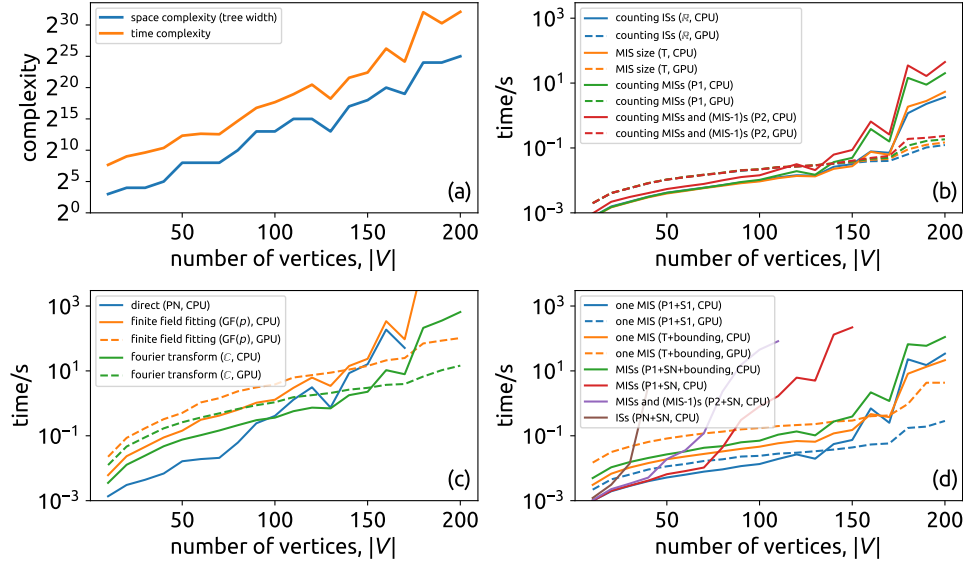 2^30
2^25
2^20
2^15
2^10
2^5
2^0
complexity
space complexity (tree width)
time complexity
(a)
50
100
150
200
number of vertices, |V|
10^1
10^−1
10^−3
time/s
counting ISs (ℝ, CPU)
counting ISs (ℝ, GPU)
MIS size (T, CPU)
MIS size (T, GPU)
counting MISs (P1, CPU)
counting MISs (P1, GPU)
counting MISs and (MIS-1)s (P2, CPU)
counting MISs and (MIS-1)s (P2, GPU)
(b)
50
100
150
200
number of vertices, |V|
10^3
10^1
10^−1
10^−3
time/s
direct (PN, CPU)
finite field fitting (GF(p), CPU)
finite field fitting (GF(p), GPU)
fourier transform (ℂ, CPU)
fourier transform (ℂ, GPU)
(c)
50
100
150
200
number of vertices, |V|
10^3
10^1
10^−1
10^−3
time/s
one MIS (P1+S1, CPU)
one MIS (P1+S1, GPU)
one MIS (T+bounding, CPU)
one MIS (T+bounding, GPU)
MISs (P1+SN+bounding, CPU)
MISs (P1+SN, CPU)
MISs and (MIS-1)s (P2+SN, CPU)
ISs (PN+SN, CPU)
(d)
50
100
150
200
number of vertices, |V|